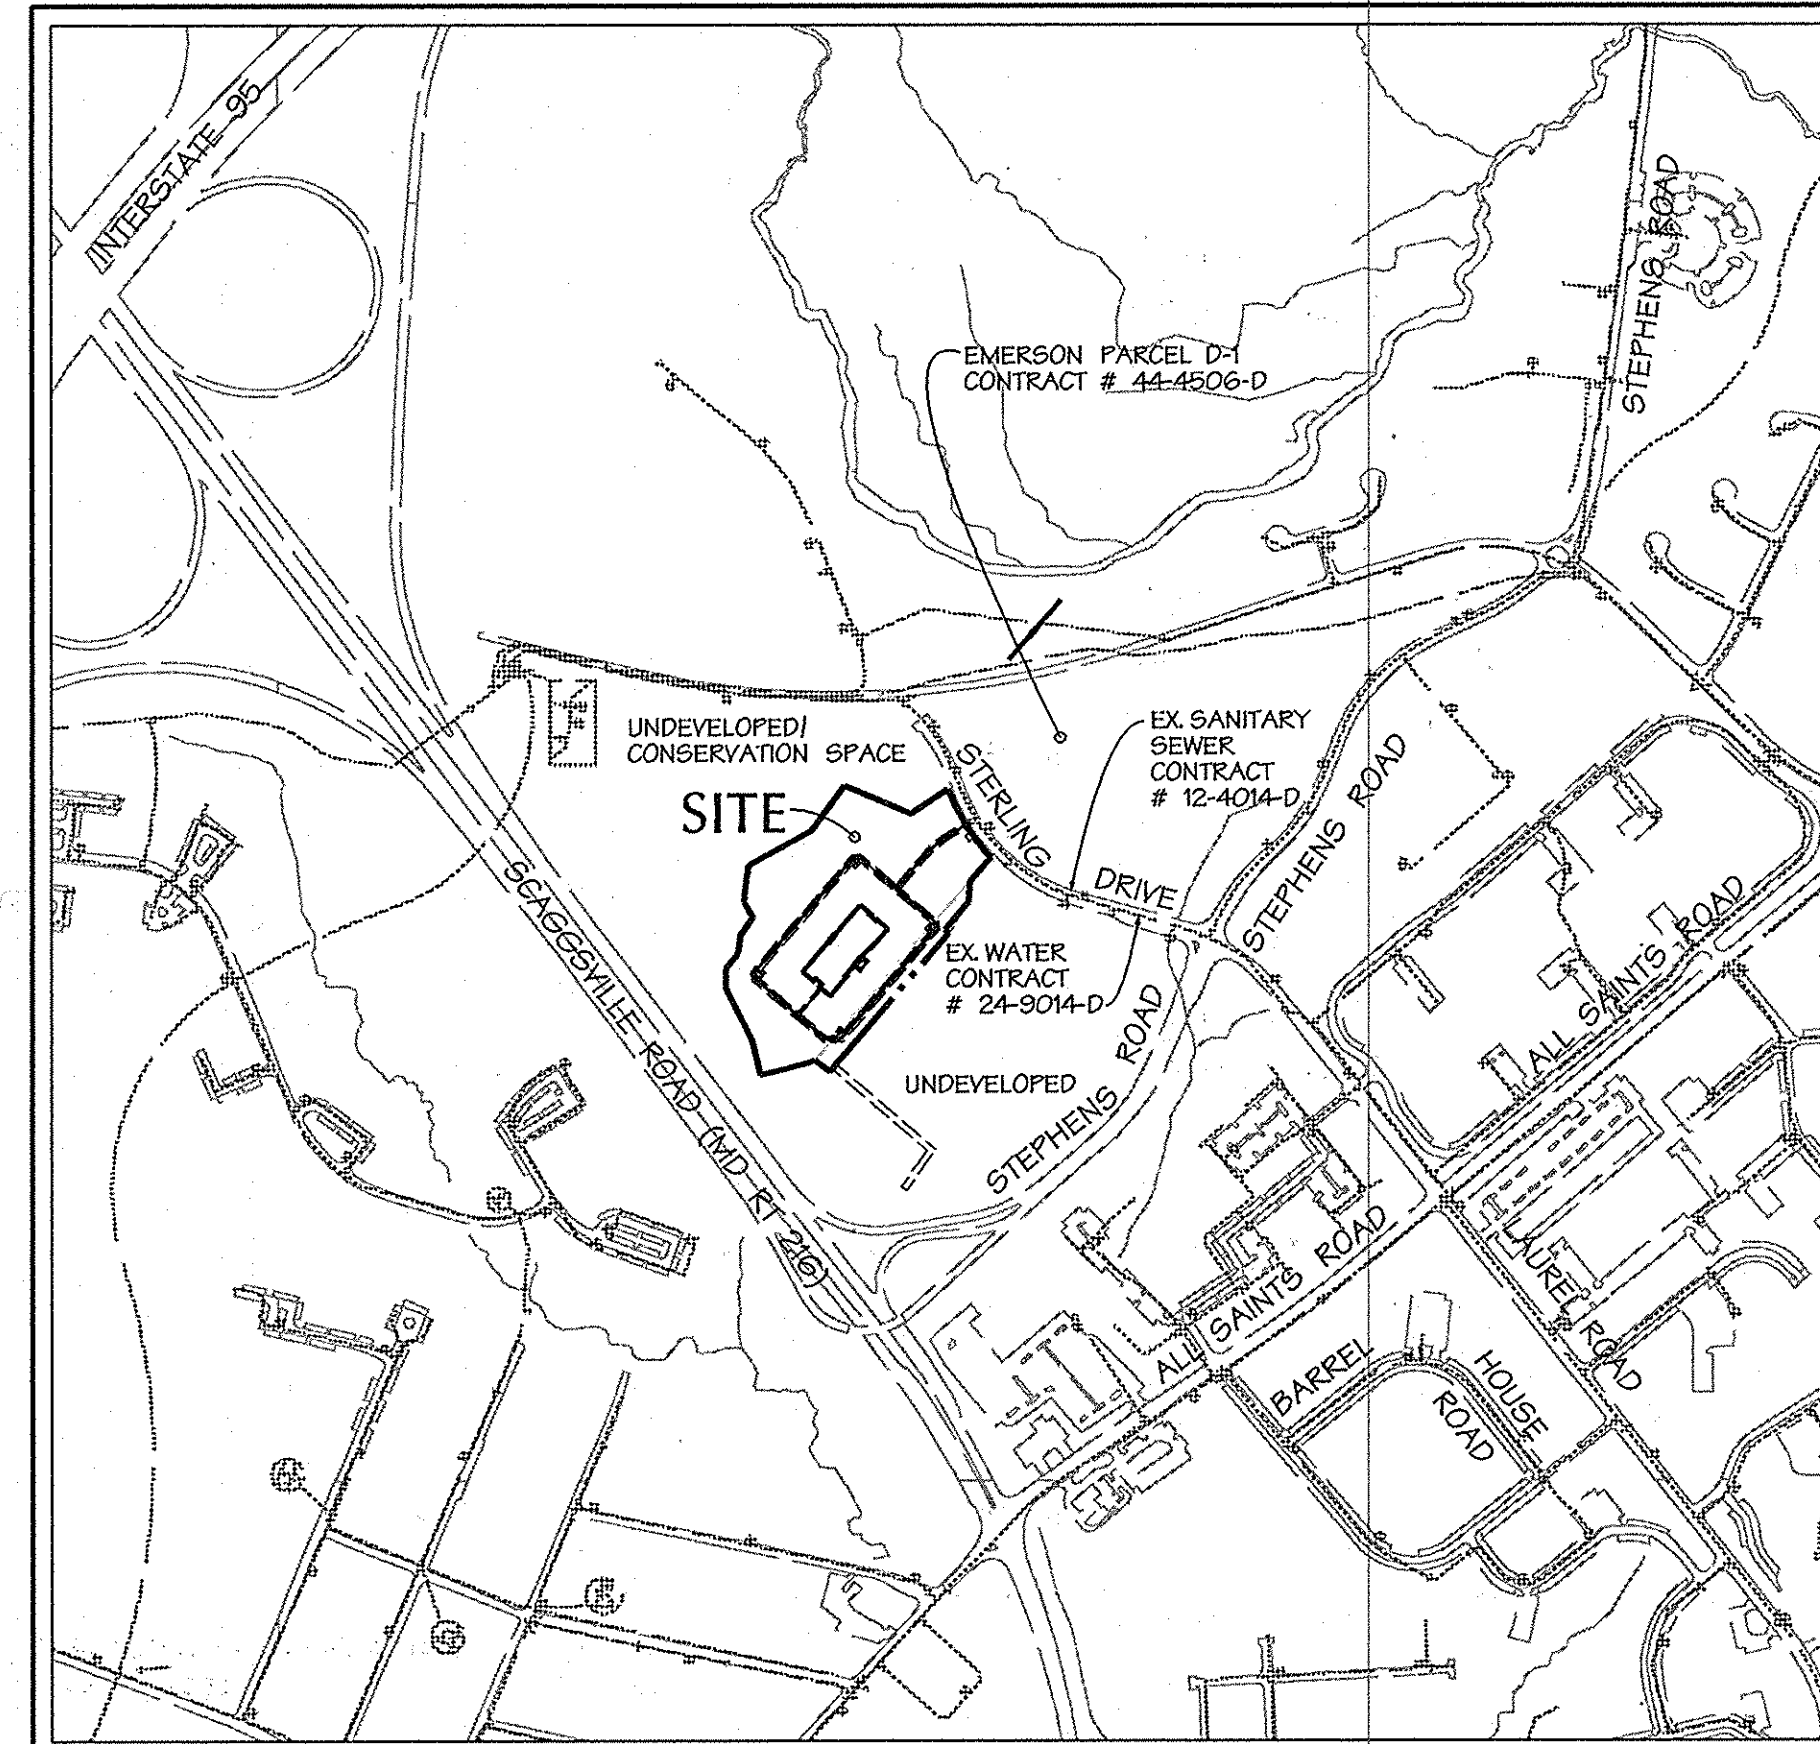 INTERSTATE 95
STEPHENS ROAD
EMERSON PARCEL D-1
CONTRACT # 44-4506-D
UNDEVELOPED/
CONSERVATION SPACE
EX. SANITARY
SEWER
CONTRACT
# 12-4014-D
SITE
STERLING
DRIVE
STEPHENS ROAD
SCAGGSVILLE ROAD (MD RT 216)
EX. WATER
CONTRACT
# 24-9014-D
ALL SAINTS ROAD
UNDEVELOPED
STEPHENS ROAD
ALL SAINTS ROAD
LAUREL ROAD
BARREL
HOUSE
ROAD